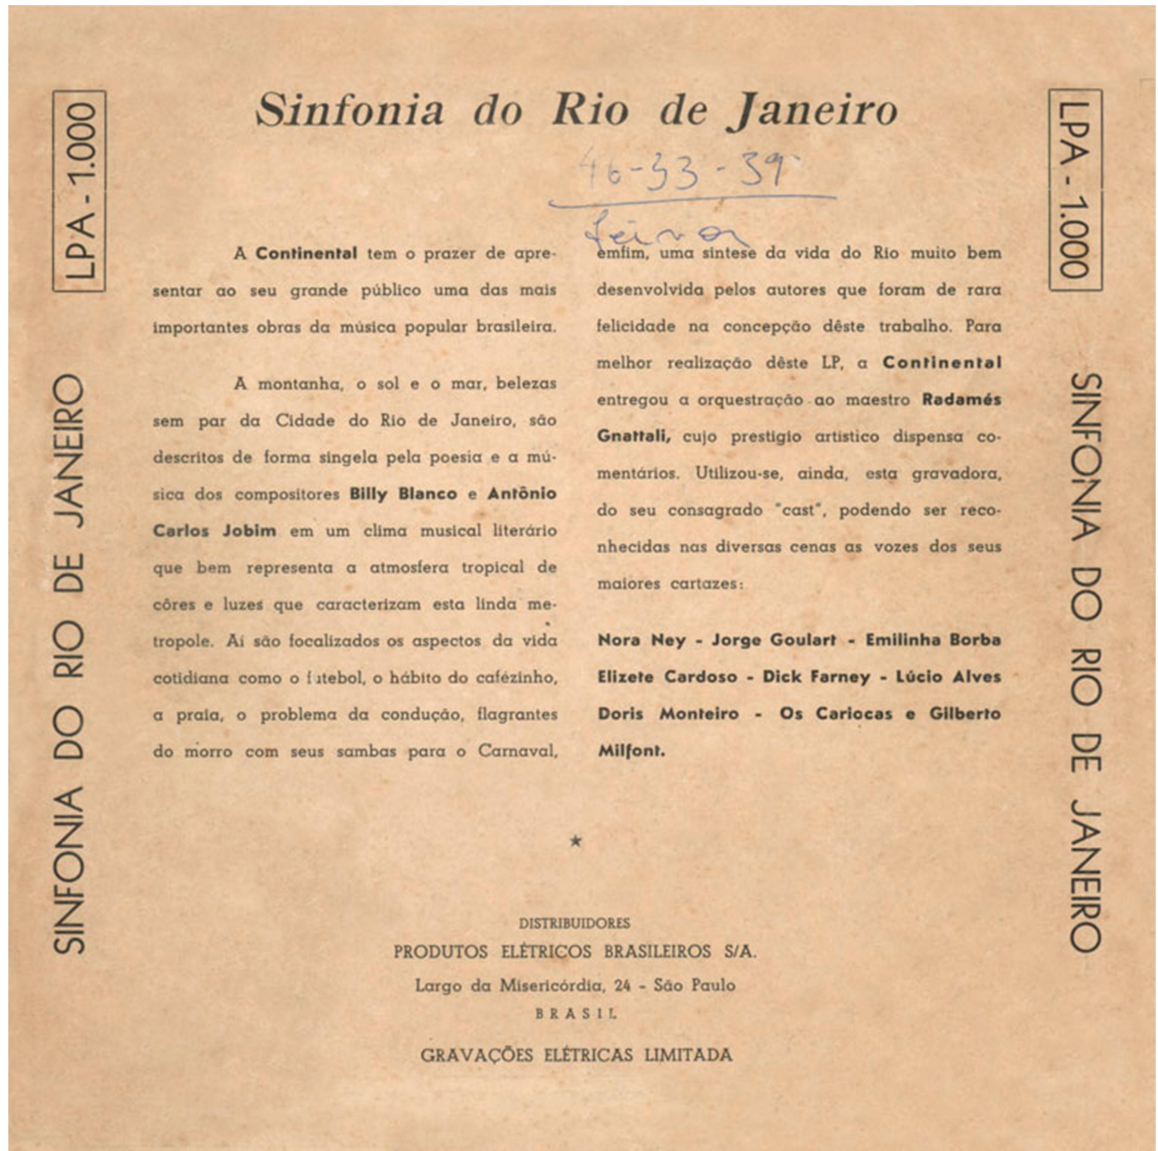 Sinfonia do Rio de Janeiro
46-33-39
LPA - 1.000
SINFONIA DO RIO DE JANEIRO
A Continental tem o prazer de apre-
sentar ao seu grande público uma das mais
importantes obras da música popular brasileira.
A montanha, o sol e o mar, belezas
sem par da Cidade do Rio de Janeiro, são
descritos de forma singela pela poesia e a mú-
sica dos compositores Billy Blanco e Antônio
Carlos Jobim em um clima musical literário
que bem representa a atmosfera tropical de
côres e luzes que caracterizam esta linda me-
tropole. Ai são focalizados os aspectos da vida
cotidiana como o futebol, o hábito do cafézinho,
a praia, o problema da condução, flagrantes
do morro com seus sambas para o Carnaval,
emfim, uma sintese da vida do Rio muito bem
desenvolvida pelos autores que foram de rara
felicidade na concepção dêste trabalho. Para
melhor realização dêste LP, a Continental
entregou a orquestração ao maestro Radamés
Gnattali, cujo prestigio artistico dispensa co-
mentários. Utilizou-se, ainda, esta gravadora,
do seu consagrado "cast", podendo ser reco-
nhecidas nas diversas cenas as vozes dos seus
maiores cartazes:
Nora Ney - Jorge Goulart - Emilinha Borba
Elizete Cardoso - Dick Farney - Lúcio Alves
Doris Monteiro - Os Cariocas e Gilberto
Milfont.
LPA - 1.000
SINFONIA DO RIO DE JANEIRO
DISTRIBUIDORES
PRODUTOS ELÉTRICOS BRASILEIROS S/A.
Largo da Misericórdia, 24 - São Paulo
BRASIL
GRAVAÇÕES ELÉTRICAS LIMITADA